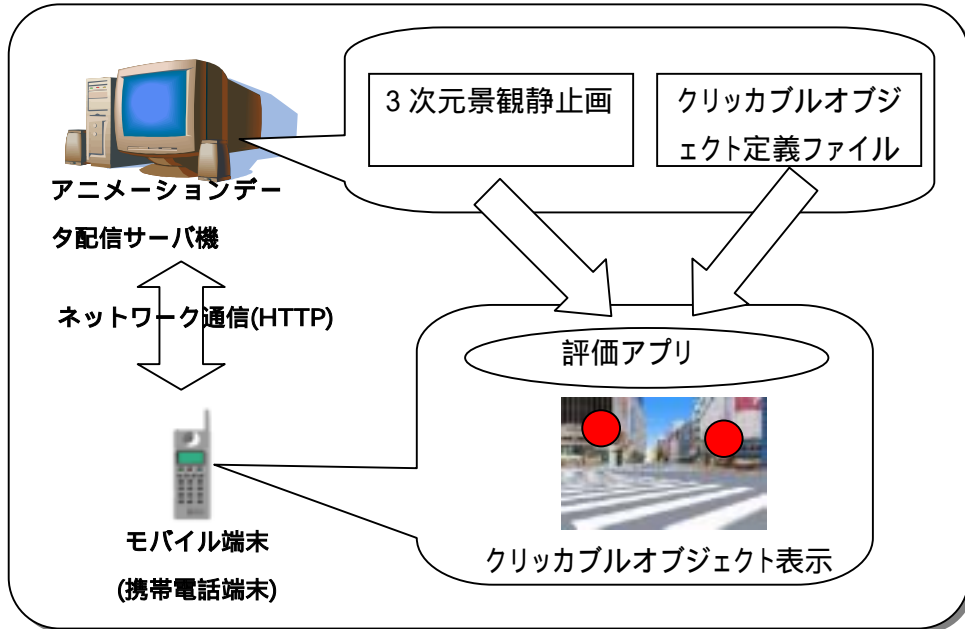 3次元景観静止画
クリッカブルオブジ
ェクト定義ファイル
アニメーションデー
タ配信サーバ機
ネットワーク通信(HTTP)
評価アプリ
モバイル端末
(携帯電話端末)
クリッカブルオブジェクト表示